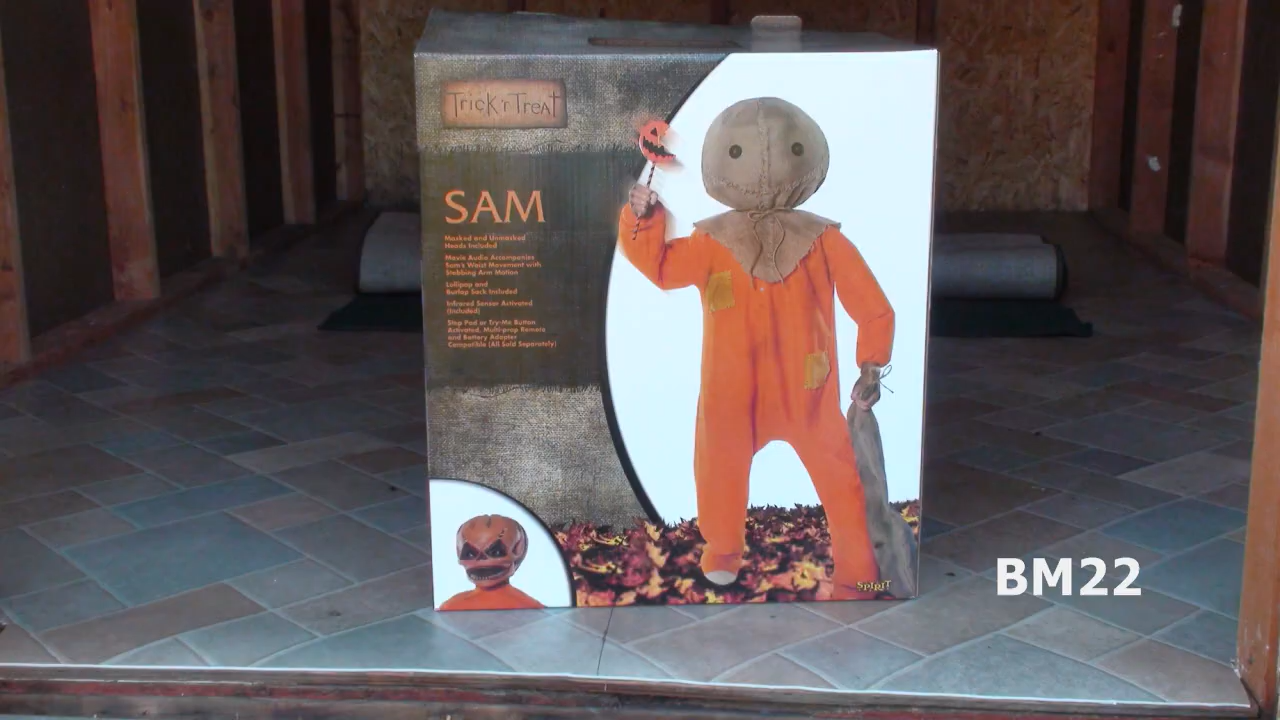 Trick 'r Treat
SAM
Masked and Unmasked
Heads Included
Movie Audio Accompanies
Sam's Waist Movement with
Stabbing Arm Motion
Lollipop and
Burlap Sack Included
Infrared Sensor Activated
(Included)
Step Pad or Try-Me Button
Activated, Multi-prop Remote
and Battery Adapter
Compatible (All Sold Separately)
SPIRIT
BM22